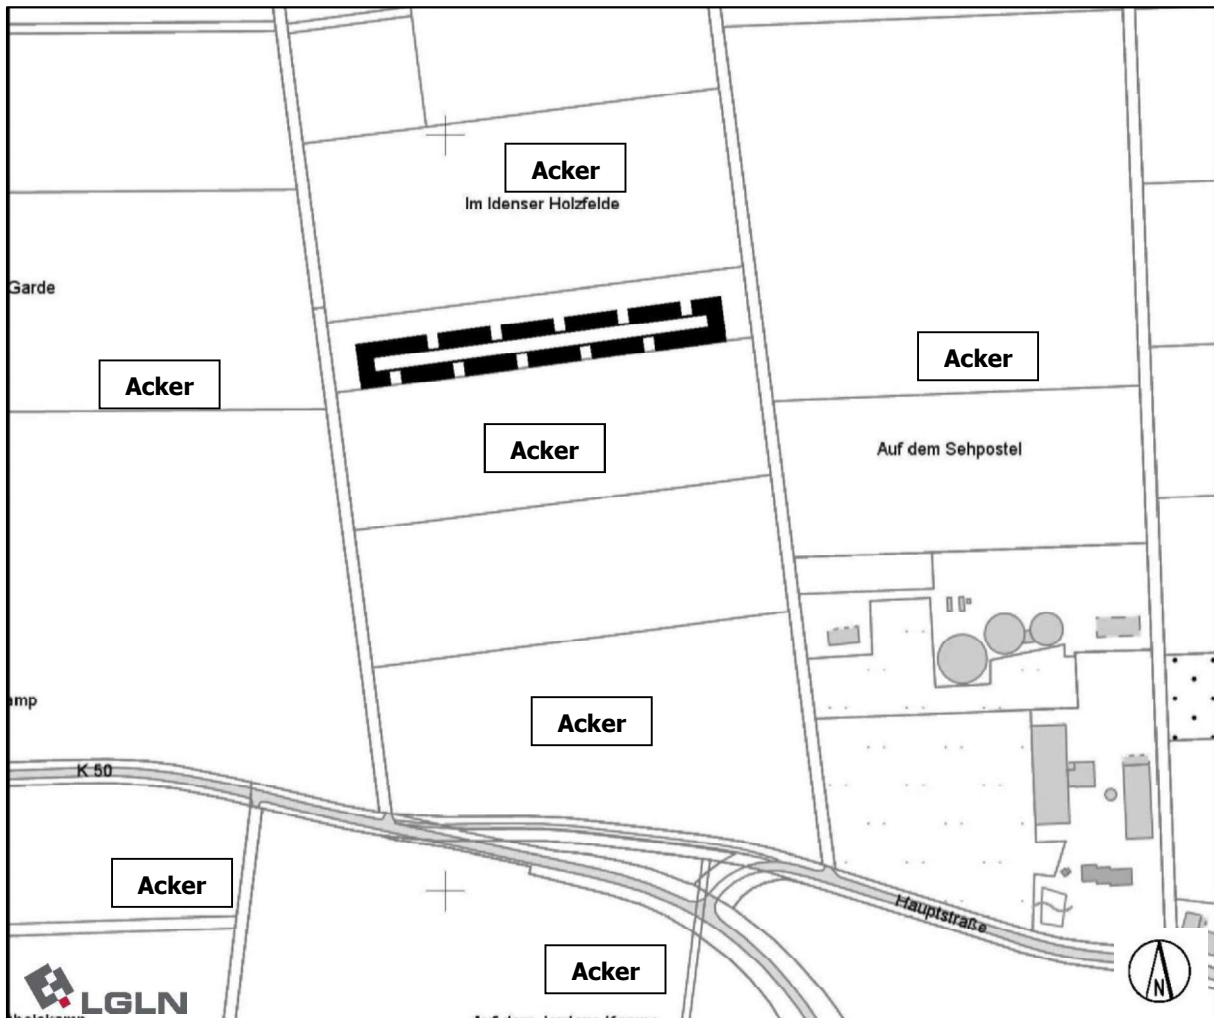 Acker
Im Idenser Holzfelde
Garde
Acker
Acker
Acker
Auf dem Sehpostel
Acker
K 50
Acker
Hauptstraße
Acker
N
LGLN